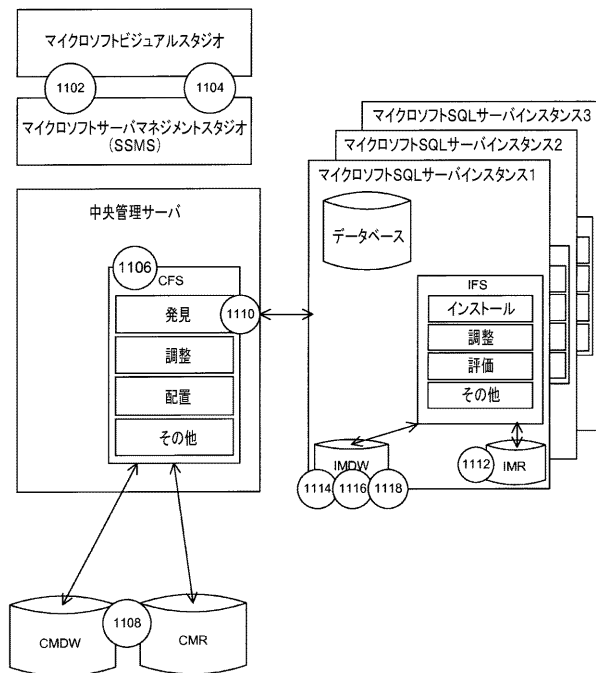 マイクロソフトビジュアルスタジオ
1102
1104
マイクロソフトサーバマネジメントスタジオ
(SSMS)
マイクロソフトSQLサーバインスタンス3
マイクロソフトSQLサーバインスタンス2
マイクロソフトSQLサーバインスタンス1
中央管理サーバ
1106
CFS
発見
1110
調整
配置
その他
データベース
IFS
インストール
調整
評価
その他
IMDW
1114
1116
1118
1112
IMR
CMDW
1108
CMR